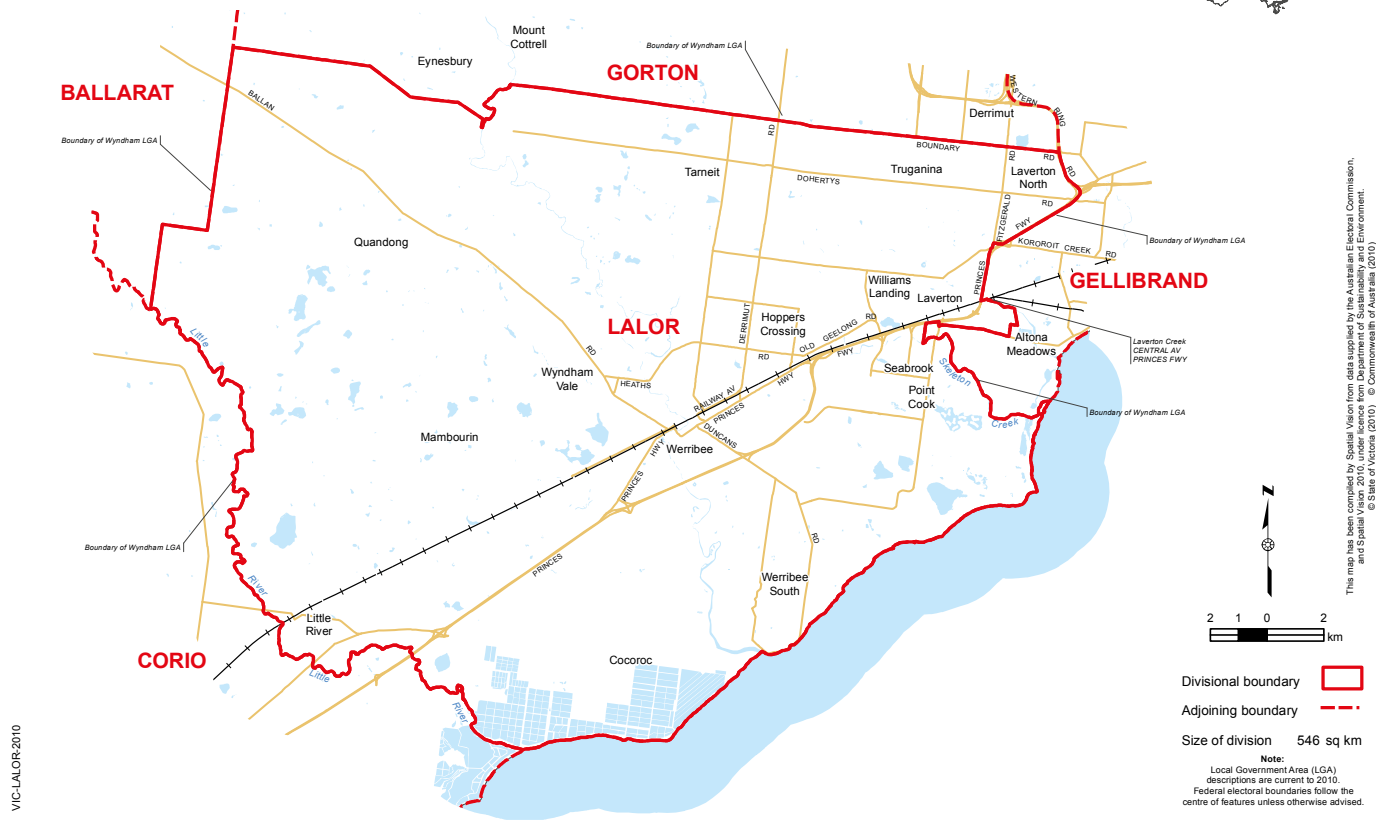 Mount
Cottrell
Eynesbury
Boundary of Wyndham LGA
GORTON
BALLARAT
BALLAN
WESTERN
RING
Derrimut
Boundary of Wyndham LGA
RD
BOUNDARY
RD
RD
RD
Tarneit
DOHERTYS
Truganina
Laverton
North
RD
FITZGERALD
FWY
Quandong
KOROROIT CREEK
RD
Boundary of Wyndham LGA
PRINCES
GELLIBRAND
Williams
Landing
Laverton
LALOR
DERRIMUT
Hoppers
Crossing
OLD
GEELONG
RD
Little
Altona
Meadows
Laverton Creek
CENTRAL AV
PRINCES FWY
RD
RD
FWY
Seabrook
Skeleton
Wyndham
Vale
HEATHS
HWY
Point
Cook
RAILWAY AV
PRINCES
Creek
Boundary of Wyndham LGA
Mambourin
DUNCANS
HWY
Werribee
PRINCES
Boundary of Wyndham LGA
RD
PRINCES
River
Werribee
South
Little
River
CORIO
Little
Cocoroc
River
N
2 1 0 2
km
Divisional boundary
Adjoining boundary
Size of division 546 sq km
Note:
Local Government Area (LGA)
descriptions are current to 2010.
Federal electoral boundaries follow the
centre of features unless otherwise advised.
This map has been compiled by Spatial Vision from data supplied by the Australian Electoral Commission,
and Spatial Vision 2010, under licence from Department of Sustainability and Environment.
© State of Victoria (2010) © Commonwealth of Australia (2010)
VIC-LALOR-2010